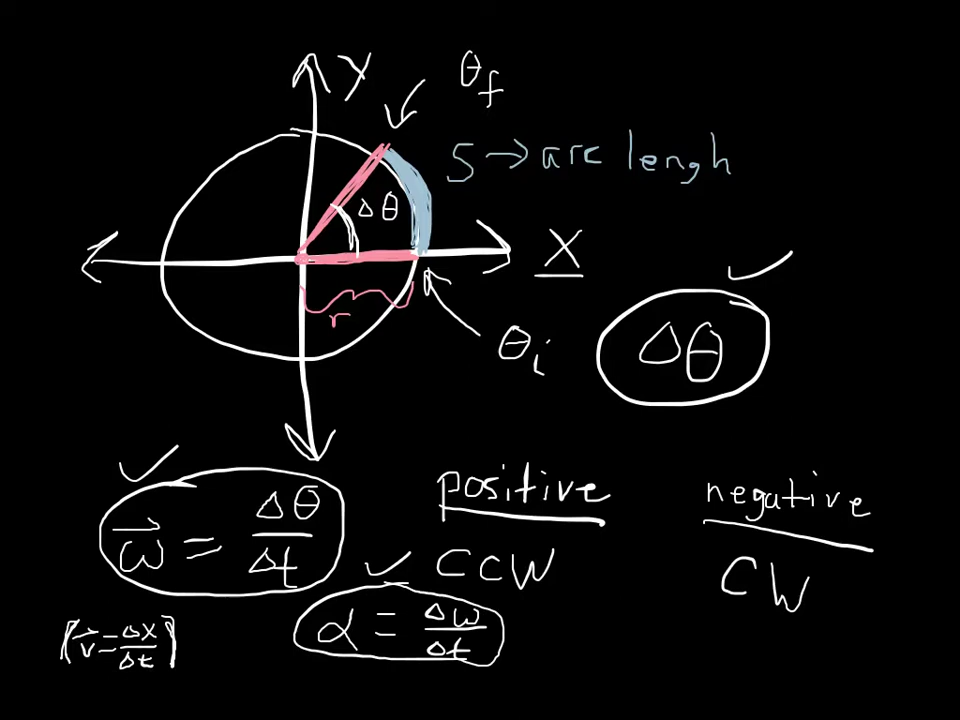 Y
θf
S → arc lengh
Δθ
X
r
θi
Δθ
positive
negative
ω⃗ = Δθ/Δt
CCW
CW
α = Δω/Δt
[v⃗ = Δx/Δt]